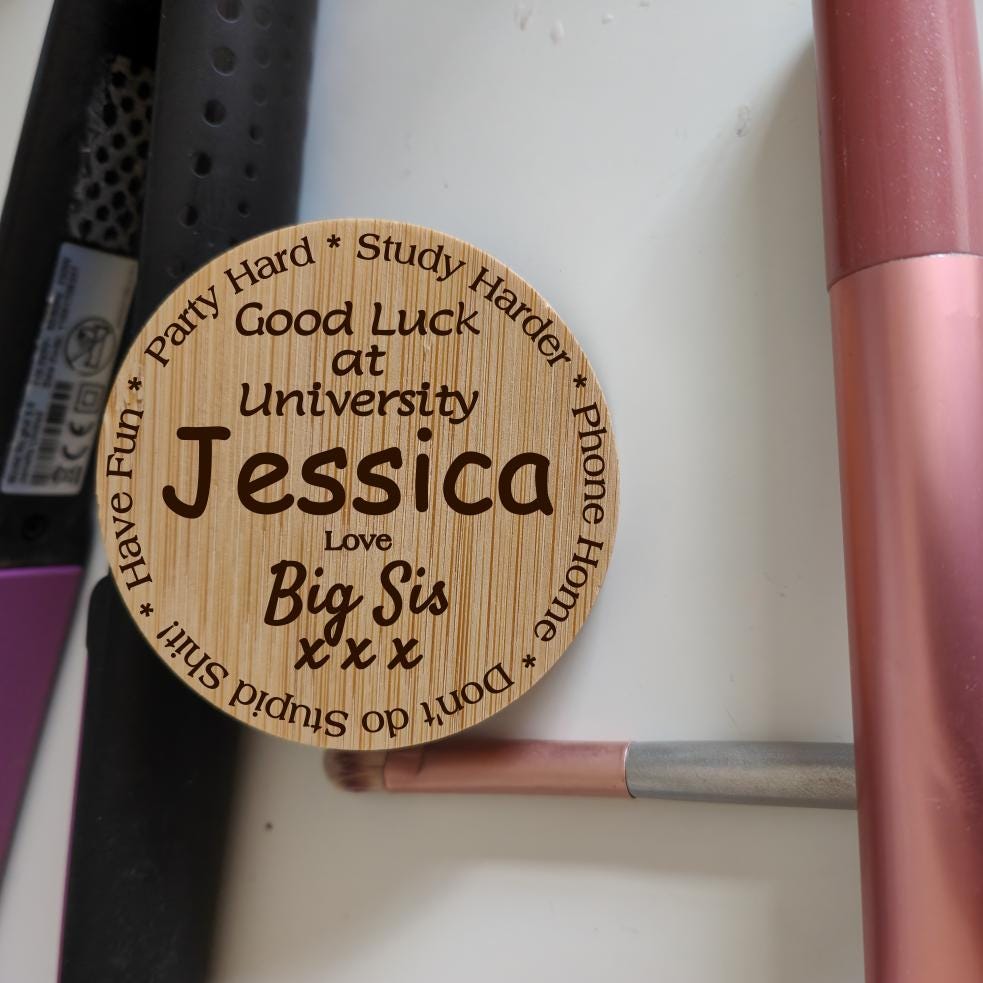 Party Hard * Study Harder * Phone Home * Don't do Stupid Shit! * Have Fun *
Good Luck
at
University
Jessica
Love
Big Sis
x x x